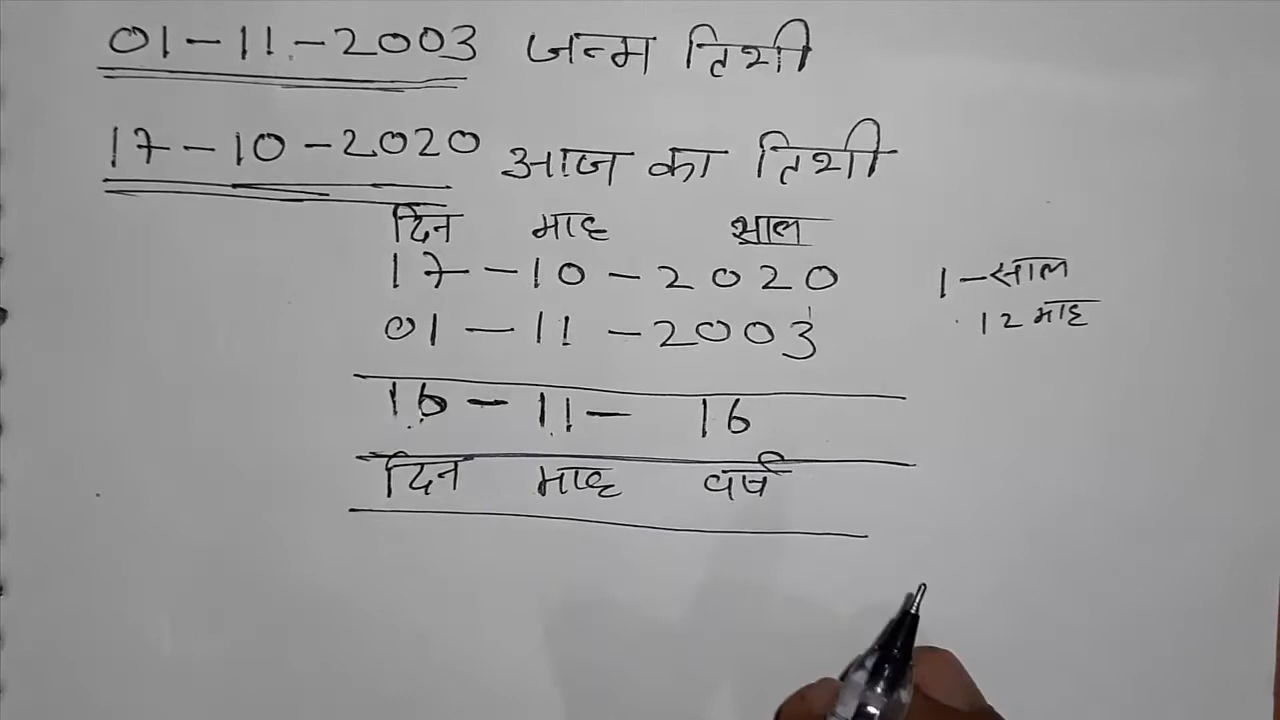 01-11-2003 जन्म तिथी
17-10-2020 आज का तिथी
दिन माह साल
17-10-2020
01-11-2003
16-11- 16
दिन माह वर्ष
1-साल
12 माह